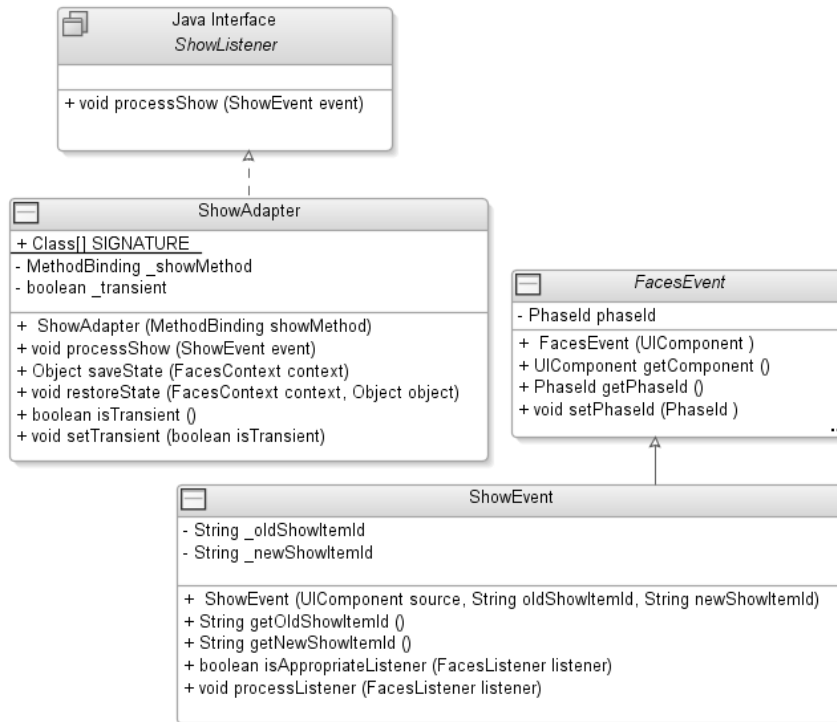 Java Interface
ShowListener
+ void processShow (ShowEvent event)
ShowAdapter
+ Class[] SIGNATURE
- MethodBinding _showMethod
- boolean _transient
+ ShowAdapter (MethodBinding showMethod)
+ void processShow (ShowEvent event)
+ Object saveState (FacesContext context)
+ void restoreState (FacesContext context, Object object)
+ boolean isTransient ()
+ void setTransient (boolean isTransient)
FacesEvent
- PhaseId phaseId
+ FacesEvent (UIComponent )
+ UIComponent getComponent ()
+ PhaseId getPhaseId ()
+ void setPhaseId (PhaseId )
..
ShowEvent
- String _oldShowItemId
- String _newShowItemId
+ ShowEvent (UIComponent source, String oldShowItemId, String newShowItemId)
+ String getOldShowItemId ()
+ String getNewShowItemId ()
+ boolean isAppropriateListener (FacesListener listener)
+ void processListener (FacesListener listener)